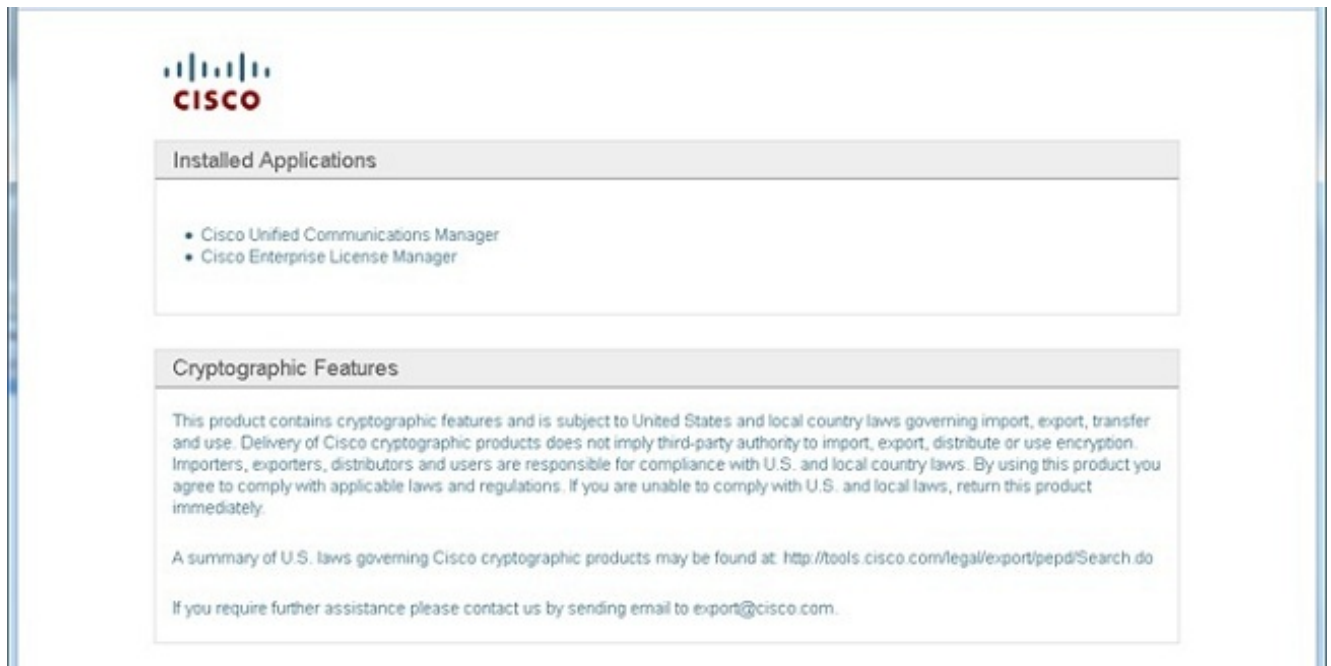 CISCO
Installed Applications
• Cisco Unified Communications Manager
• Cisco Enterprise License Manager
Cryptographic Features
This product contains cryptographic features and is subject to United States and local country laws governing import, export, transfer
and use. Delivery of Cisco cryptographic products does not imply third-party authority to import, export, distribute or use encryption.
Importers, exporters, distributors and users are responsible for compliance with U.S. and local country laws. By using this product you
agree to comply with applicable laws and regulations. If you are unable to comply with U.S. and local laws, return this product
immediately.
A summary of U.S. laws governing Cisco cryptographic products may be found at: http://tools.cisco.com/legal/export/pepd/Search.do
If you require further assistance please contact us by sending email to export@cisco.com.